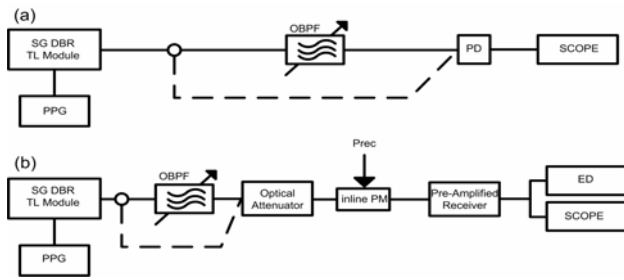 (a)
OBPF
SG DBR
TL Module
PD
SCOPE
PPG
(b)
Prec
OBPF
SG DBR
TL Module
Optical
Attenuator
inline PM
Pre-Amplified
Receiver
ED
SCOPE
PPG